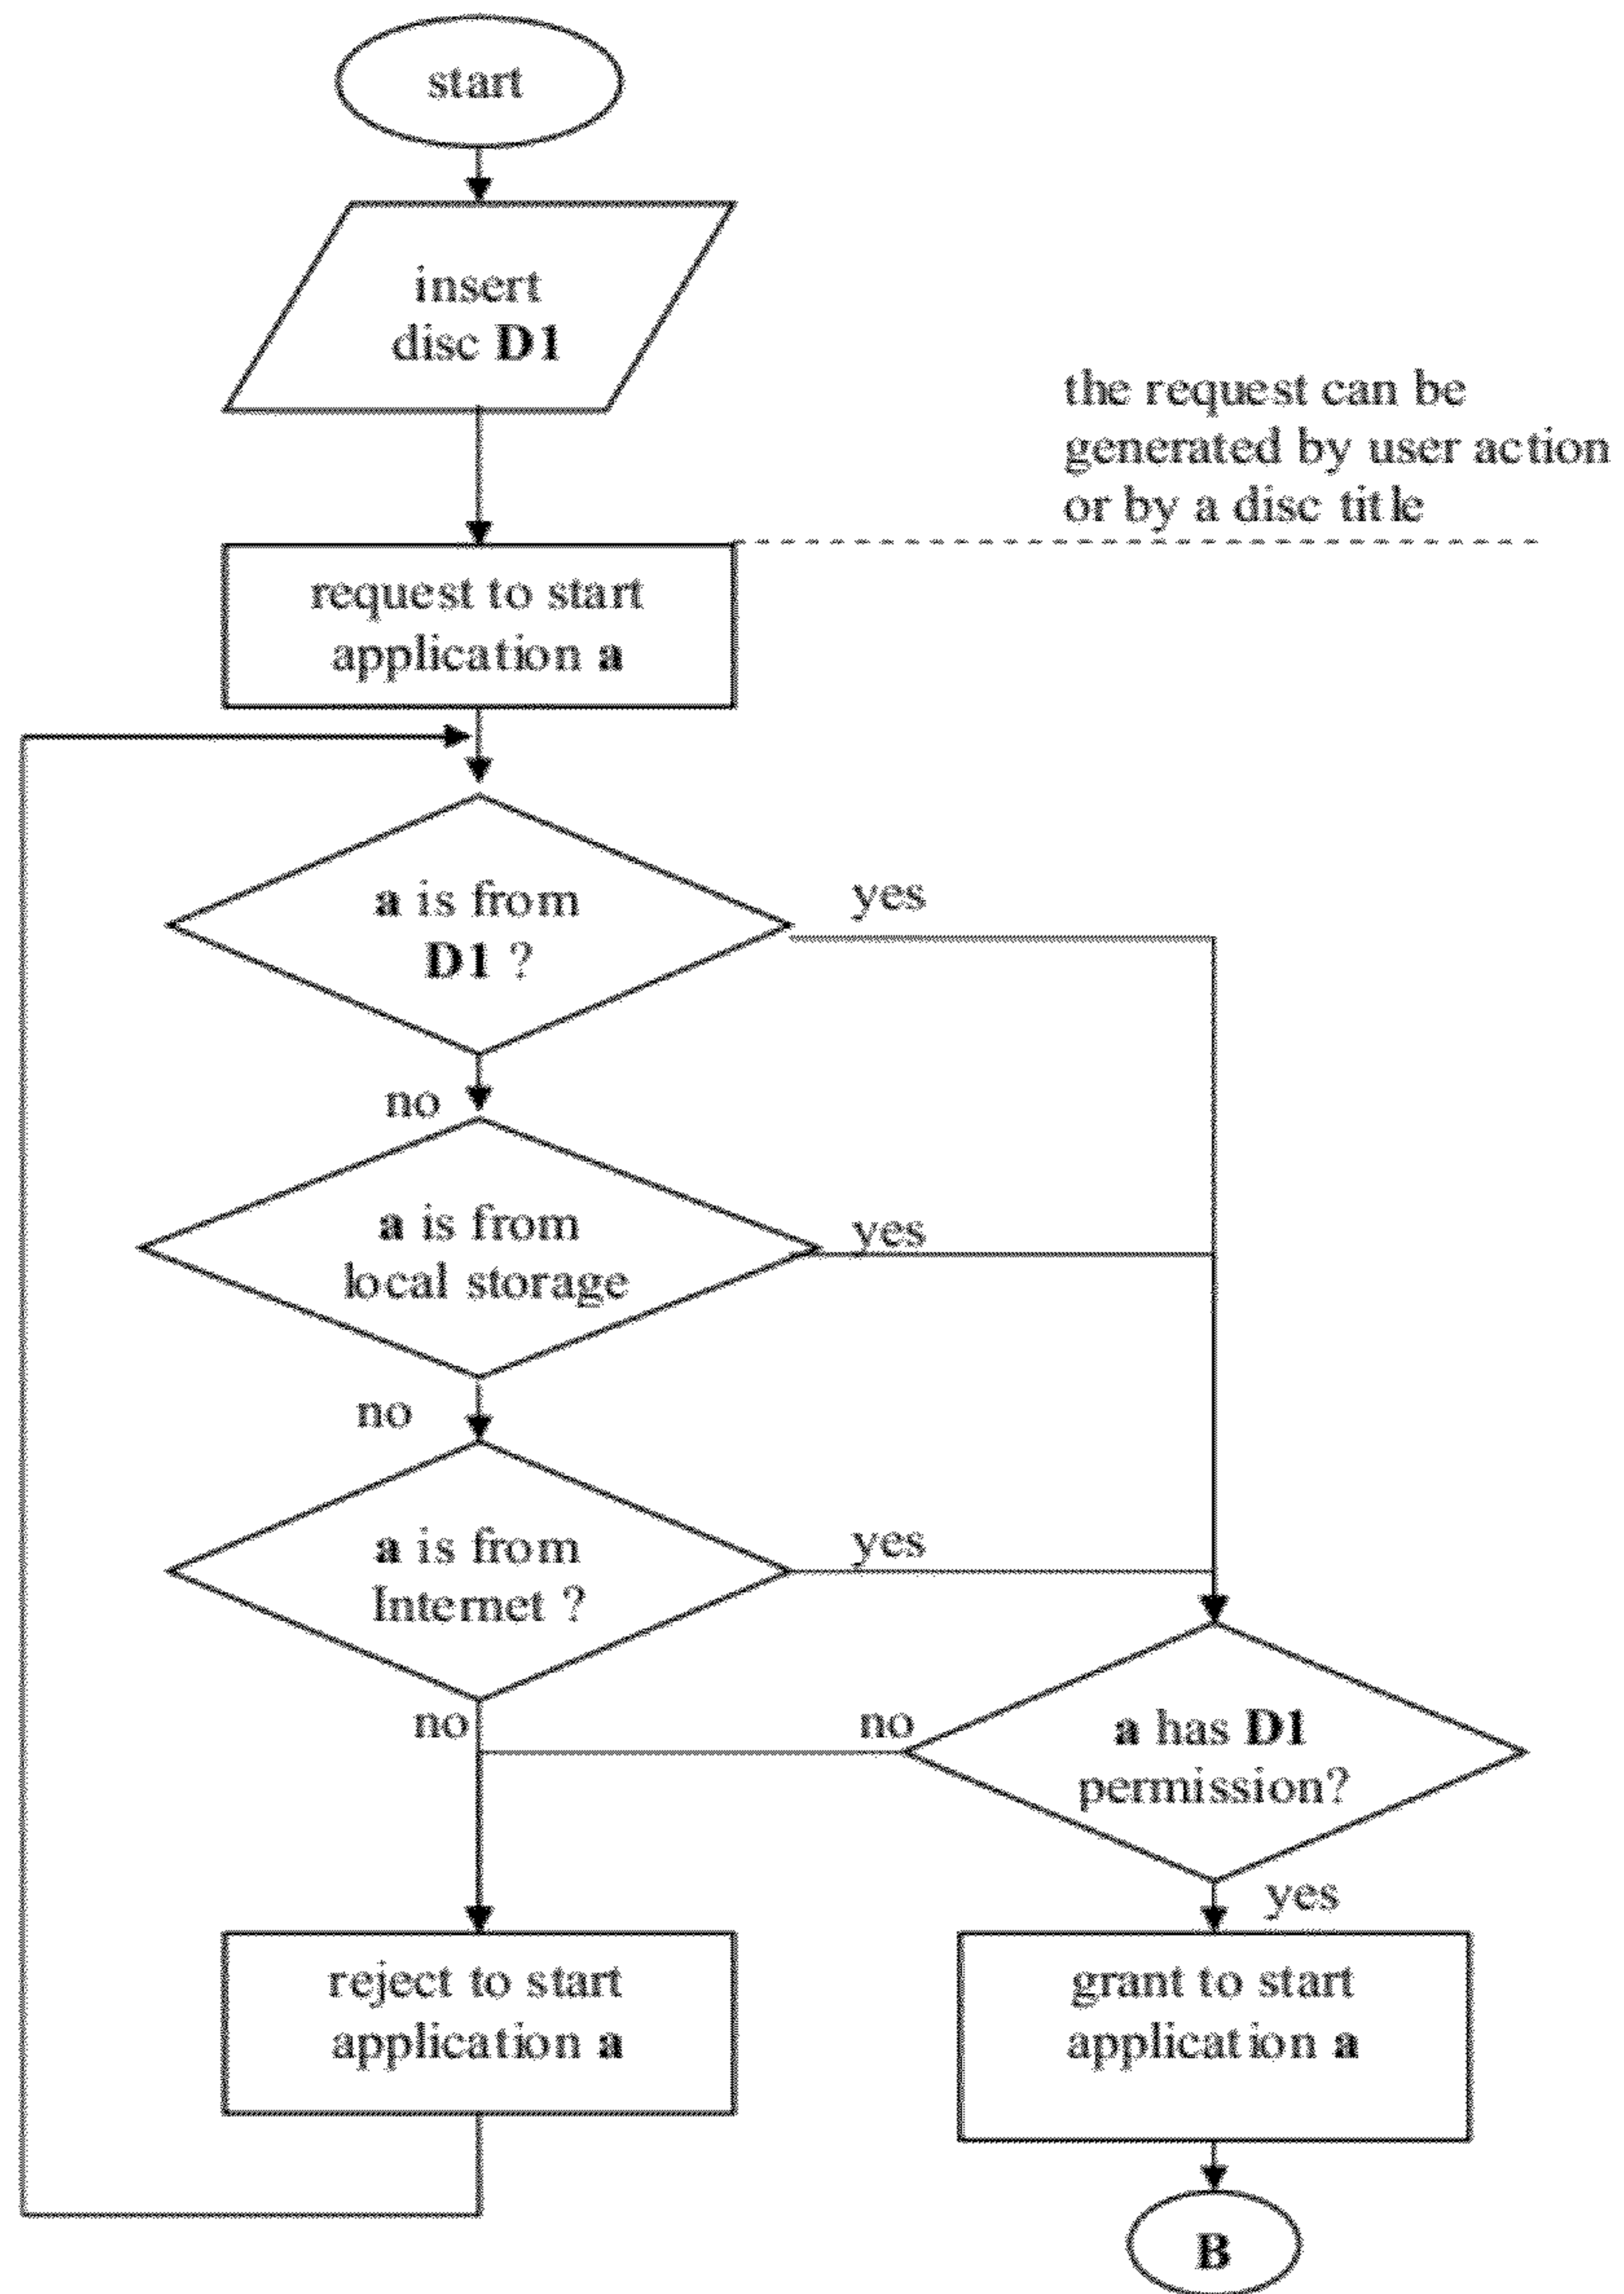 start
insert
disc D1
the request can be
generated by user action
or by a disc title
request to start
application a
a is from
D1 ?
yes
no
a is from
local storage
yes
no
a is from
Internet ?
yes
no
no
a has D1
permission?
yes
reject to start
application a
grant to start
application a
B